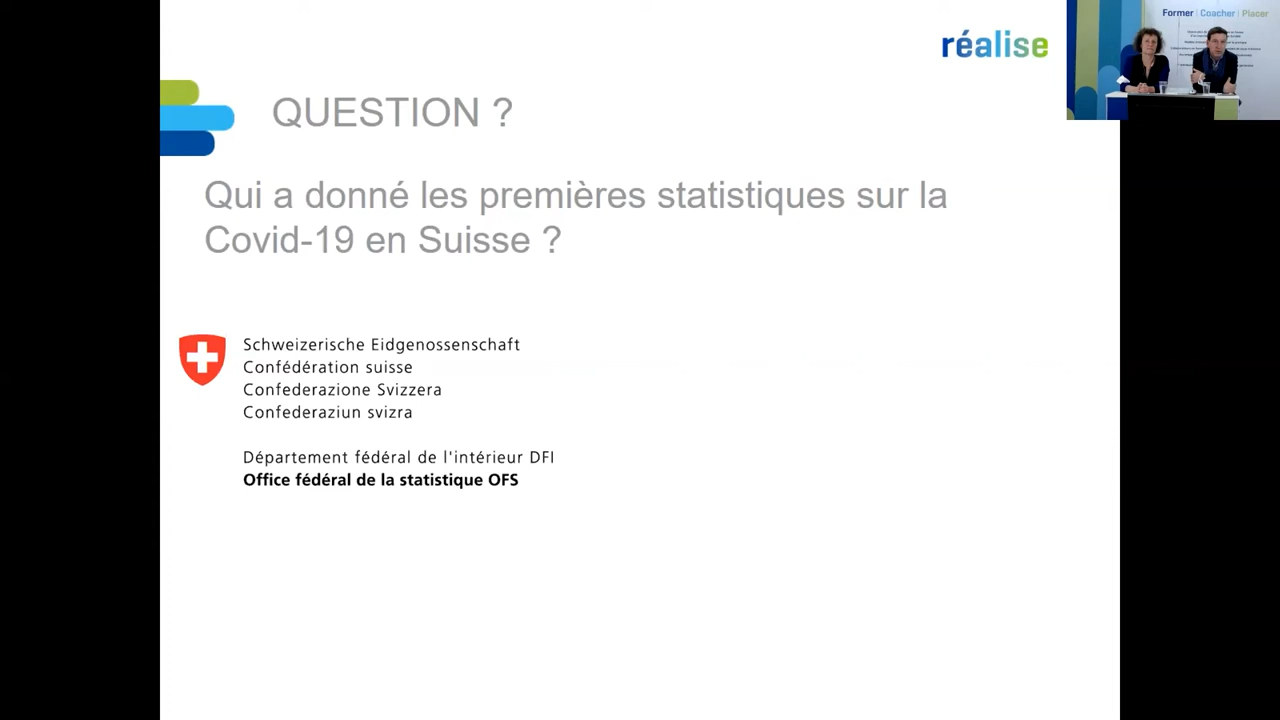 réalise
Former | Coacher | Placer
QUESTION ?
Qui a donné les premières statistiques sur la
Covid-19 en Suisse ?
Schweizerische Eidgenossenschaft
Confédération suisse
Confederazione Svizzera
Confederaziun svizra
Département fédéral de l'intérieur DFI
Office fédéral de la statistique OFS